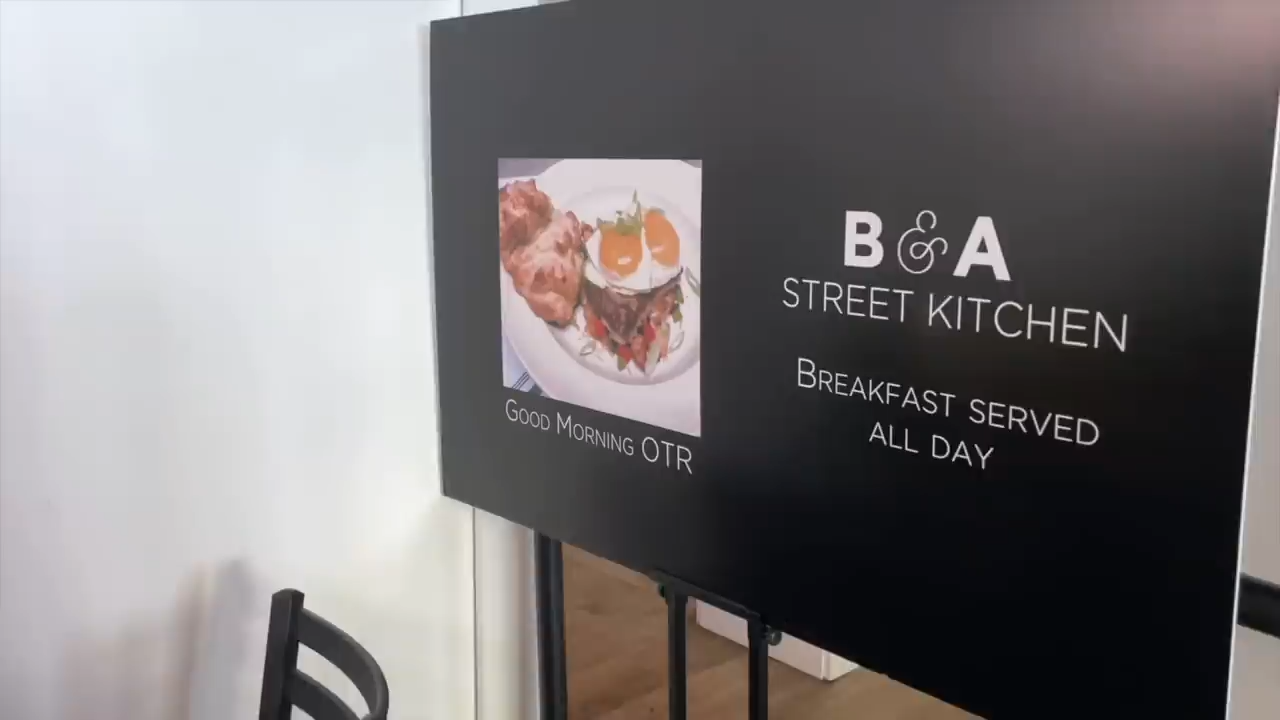 Good Morning OTR
B & A
STREET KITCHEN
Breakfast served
all day